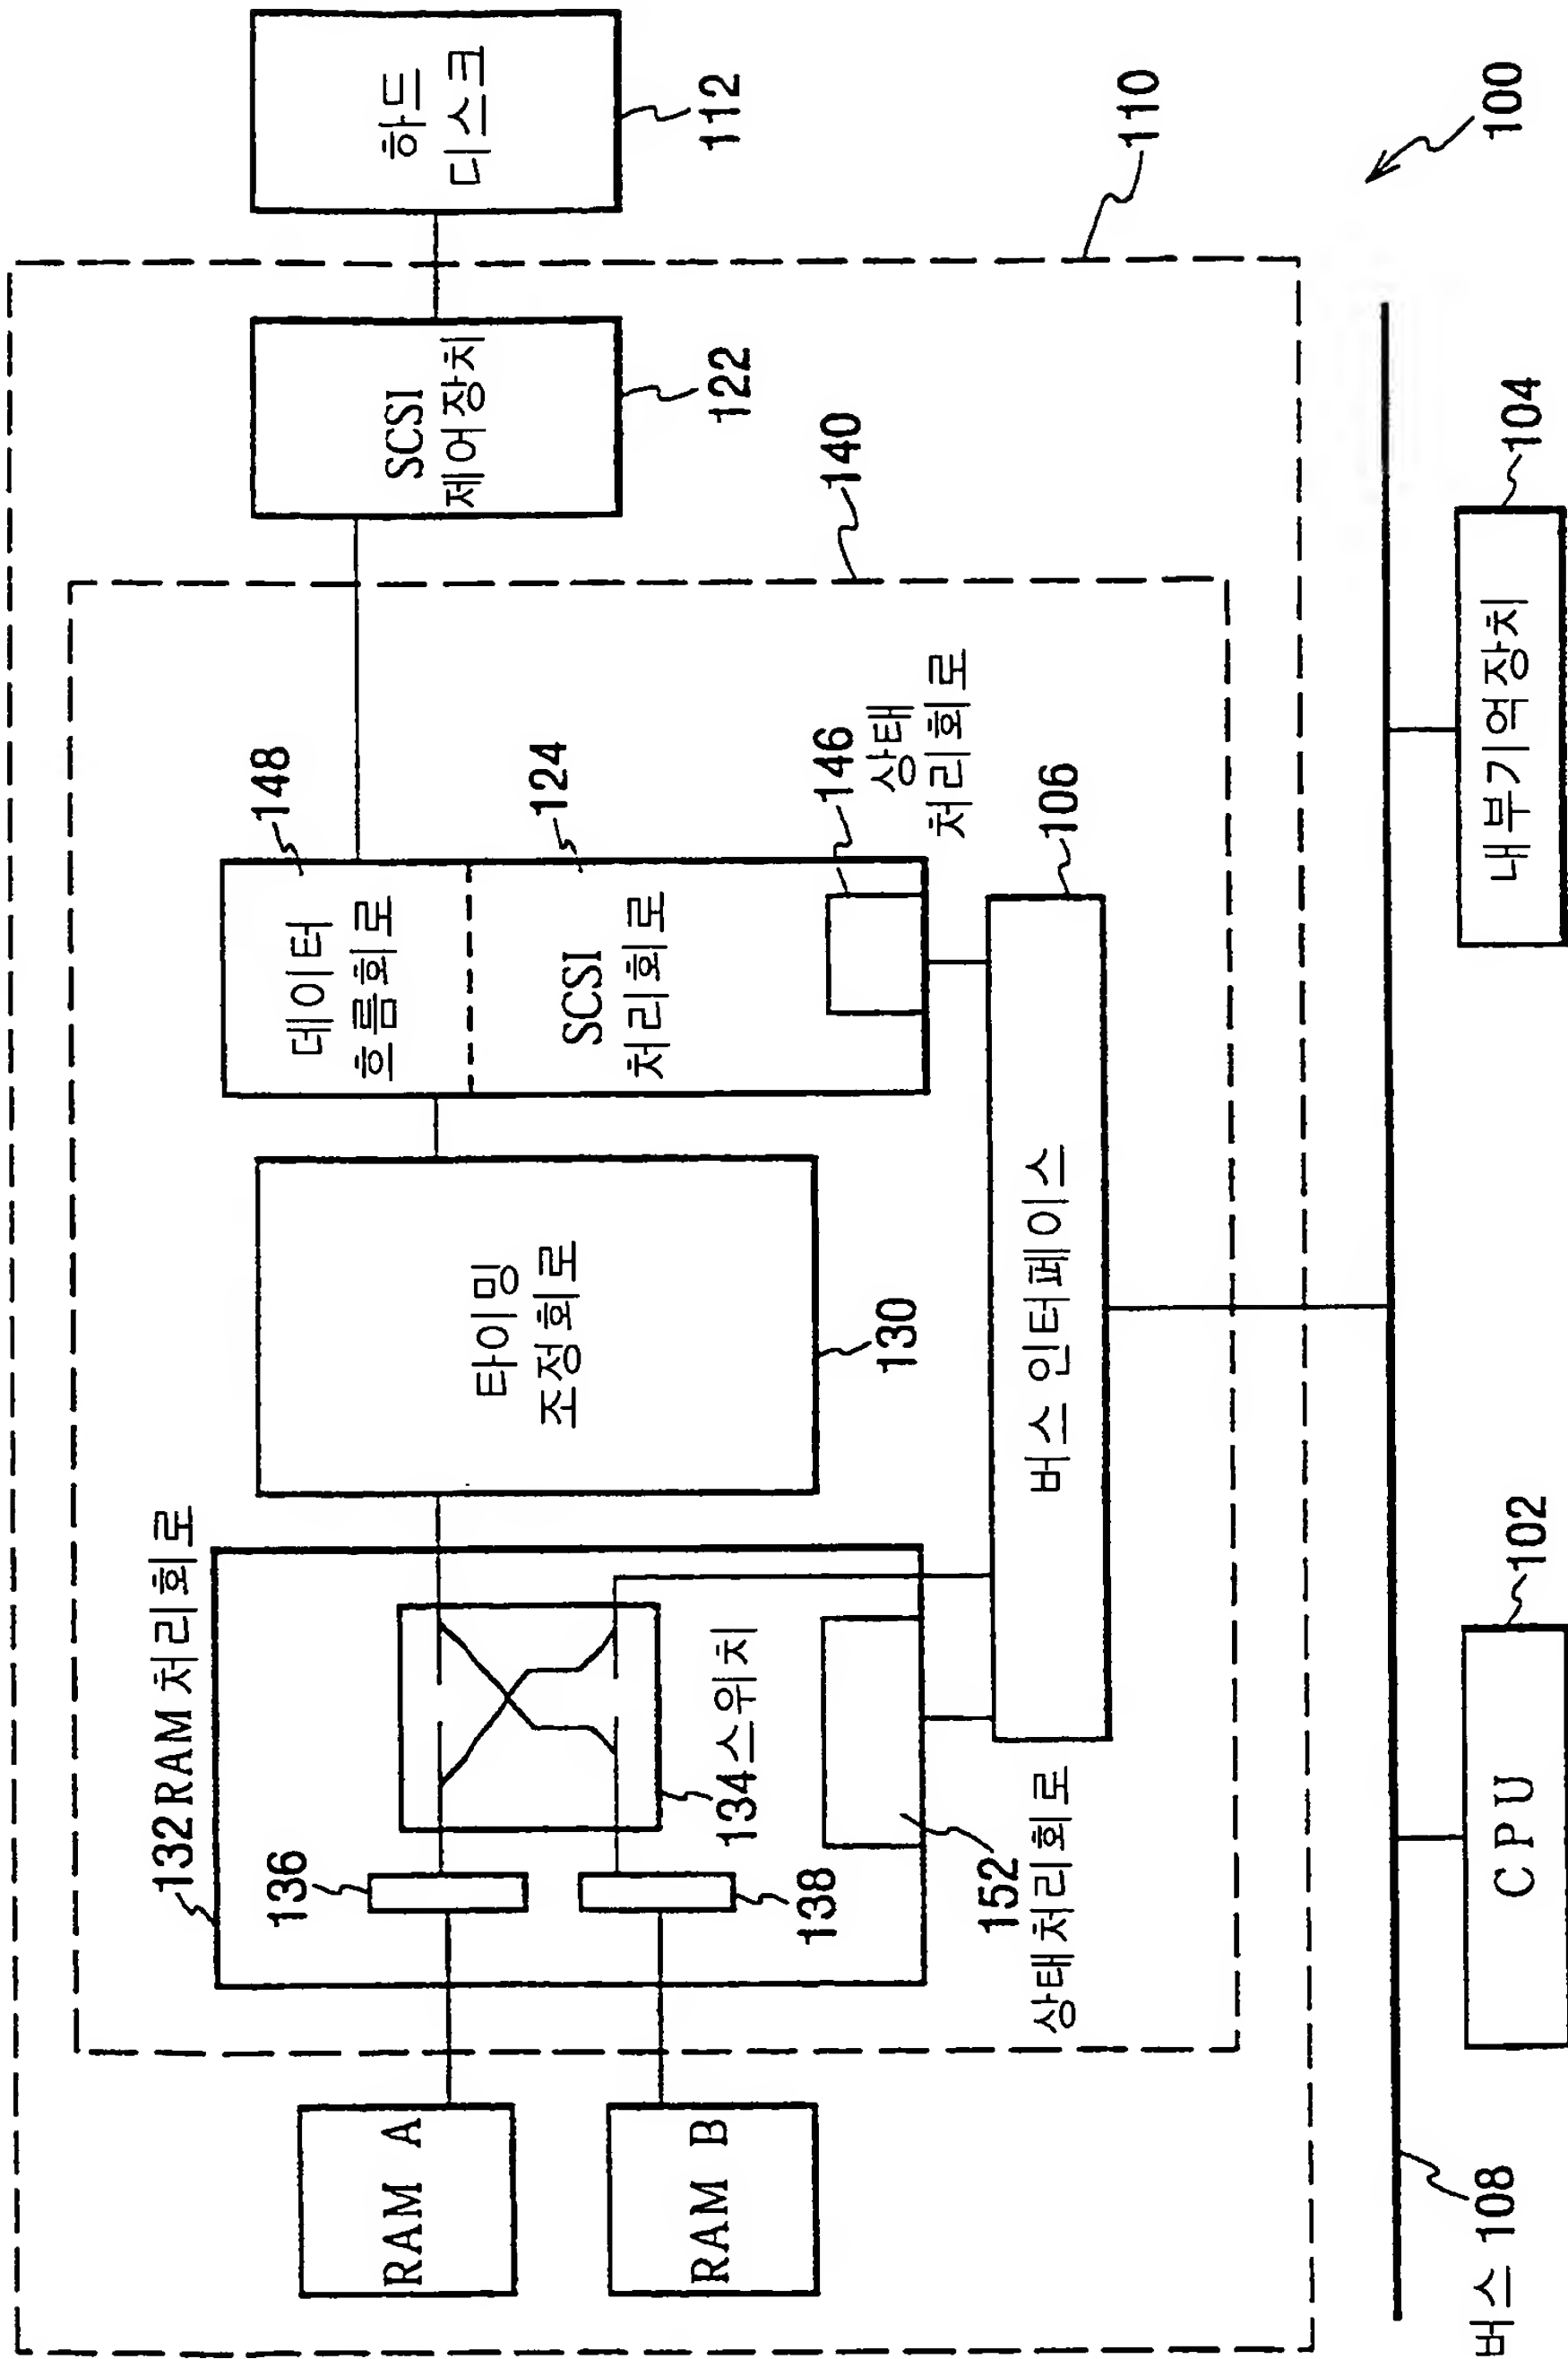 132 RAM 처리회로
136
148
데이터
흐름회로
하드
디스크
RAM A
타이밍
조정회로
SCSI
제어장치
124
SCSI
처리회로
112
RAM B
134 스위치
122
138
130
146
140
상태
처리회로
152
상태처리회로
버스 인터페이스
106
110
버스 108
CPU
102
내부기억장치
104
100